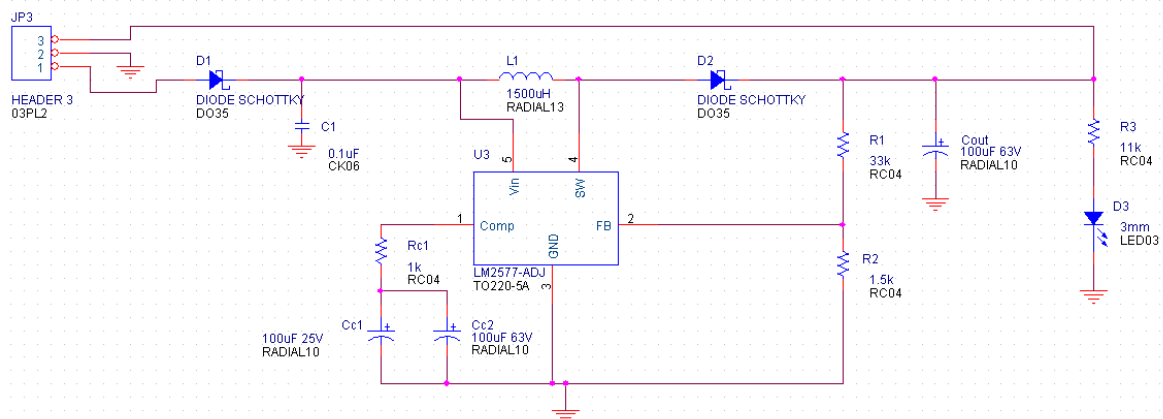 JP3
3
2
1
HEADER 3
03PL2
D1
DIODE SCHOTTKY
DO35
C1
0.1uF
CK06
L1
1500uH
RADIAL13
D2
DIODE SCHOTTKY
DO35
U3
5
4
Vin
SW
1
Comp
FB
2
GND
3
LM2577-ADJ
TO220-5A
R1
33k
RC04
Cout
100uF 63V
RADIAL10
R3
11k
RC04
D3
3mm
LED03
Rc1
1k
RC04
R2
1.5k
RC04
Cc1
100uF 25V
RADIAL10
Cc2
100uF 63V
RADIAL10